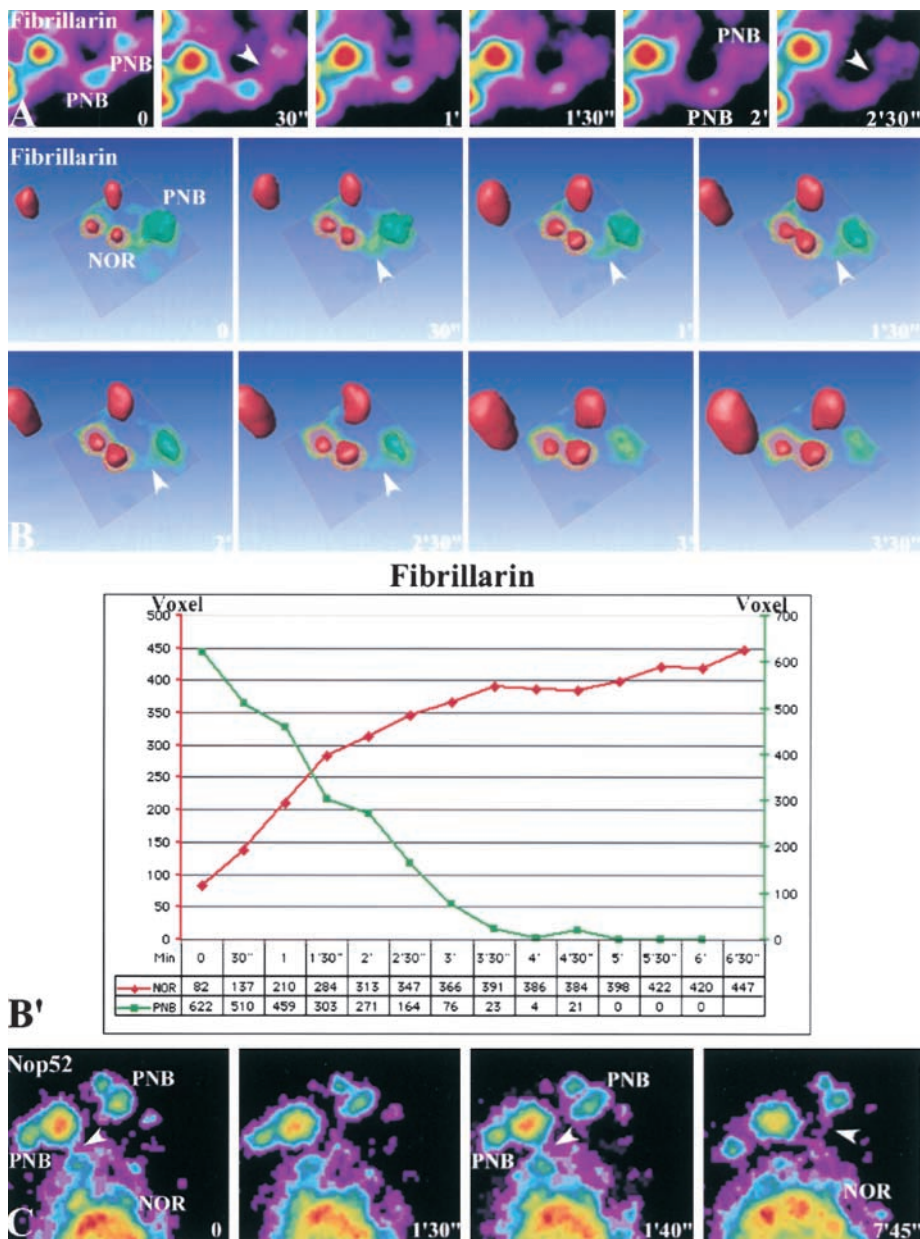 Fibrillarin
PNB
PNB
PNB
PNB
A
0
30"
1'
1'30"
2'
2'30"
Fibrillarin
PNB
NOR
0
30"
1'
1'30"
B
2'
2'30"
3'
3'30"
Fibrillarin
Voxel Voxel
500 700
450
400 600
350 500
300 400
250
200 300
150 200
100
50 100
0 0
Min 0 30" 1 1'30" 2' 2'30" 3' 3'30" 4' 4'30" 5' 5'30" 6' 6'30"
NOR 82 137 210 284 313 347 366 391 386 384 398 422 420 447
PNB 622 510 459 303 271 164 76 23 4 21 0 0 0
B'
Nop52
PNB
PNB
NOR
PNB
PNB
NOR
C
0
1'30"
1'40"
7'45"